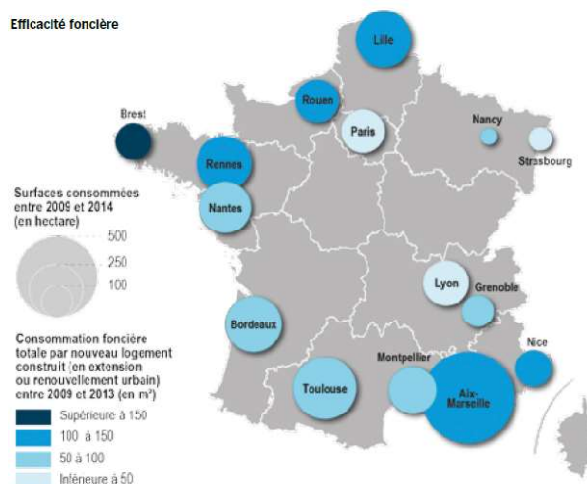 Efficacité foncière
Lille
Rouen
Paris
Nancy
Strasbourg
Brest
Rennes
Nantes
Surfaces consommées
entre 2009 et 2014
(en hectare)
500
250
100
Lyon
Grenoble
Bordeaux
Toulouse
Montpellier
Aix-
Marseille
Nice
Consommation foncière
totale par nouveau logement
construit (en extension
ou renouvellement urbain)
entre 2009 et 2013 (en m²)
Supérieure à 150
100 à 150
50 à 100
Inférieure à 50